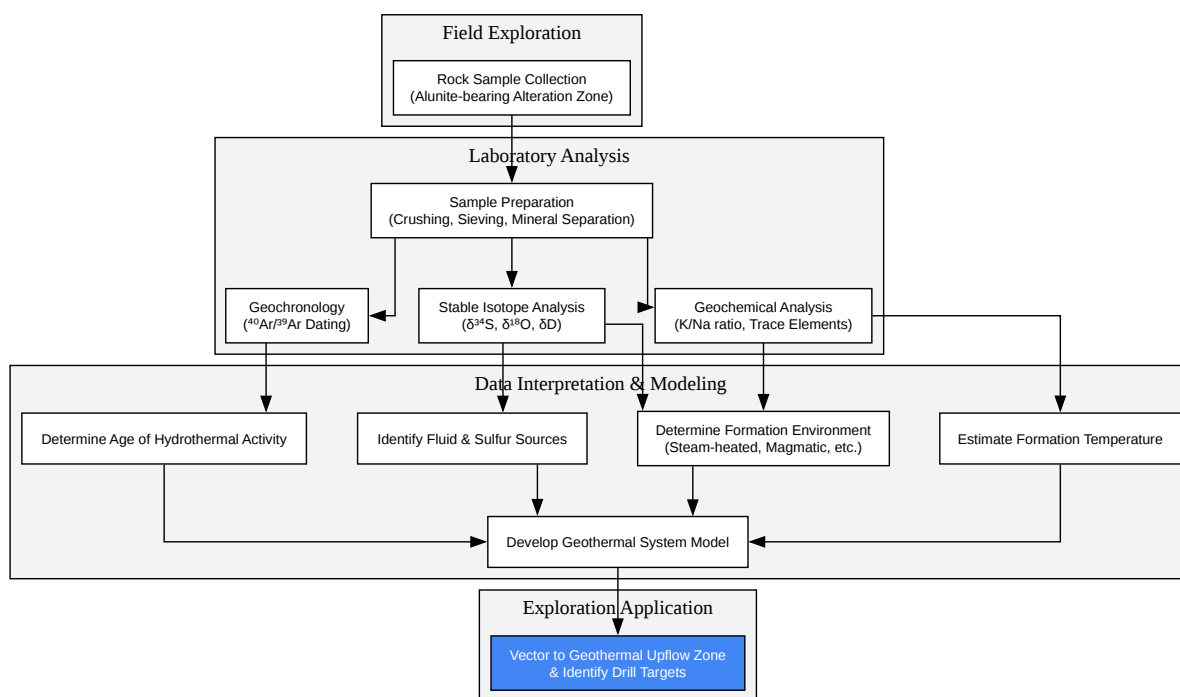 Field Exploration
Rock Sample Collection
(Alunite-bearing Alteration Zone)
Laboratory Analysis
Sample Preparation
(Crushing, Sieving, Mineral Separation)
Geochronology
(⁴⁰Ar/³⁹Ar Dating)
Stable Isotope Analysis
(δ³⁴S, δ¹⁸O, δD)
Geochemical Analysis
(K/Na ratio, Trace Elements)
Data Interpretation & Modeling
Determine Age of Hydrothermal Activity
Identify Fluid & Sulfur Sources
Determine Formation Environment
(Steam-heated, Magmatic, etc.)
Estimate Formation Temperature
Develop Geothermal System Model
Exploration Application
Vector to Geothermal Upflow Zone
& Identify Drill Targets